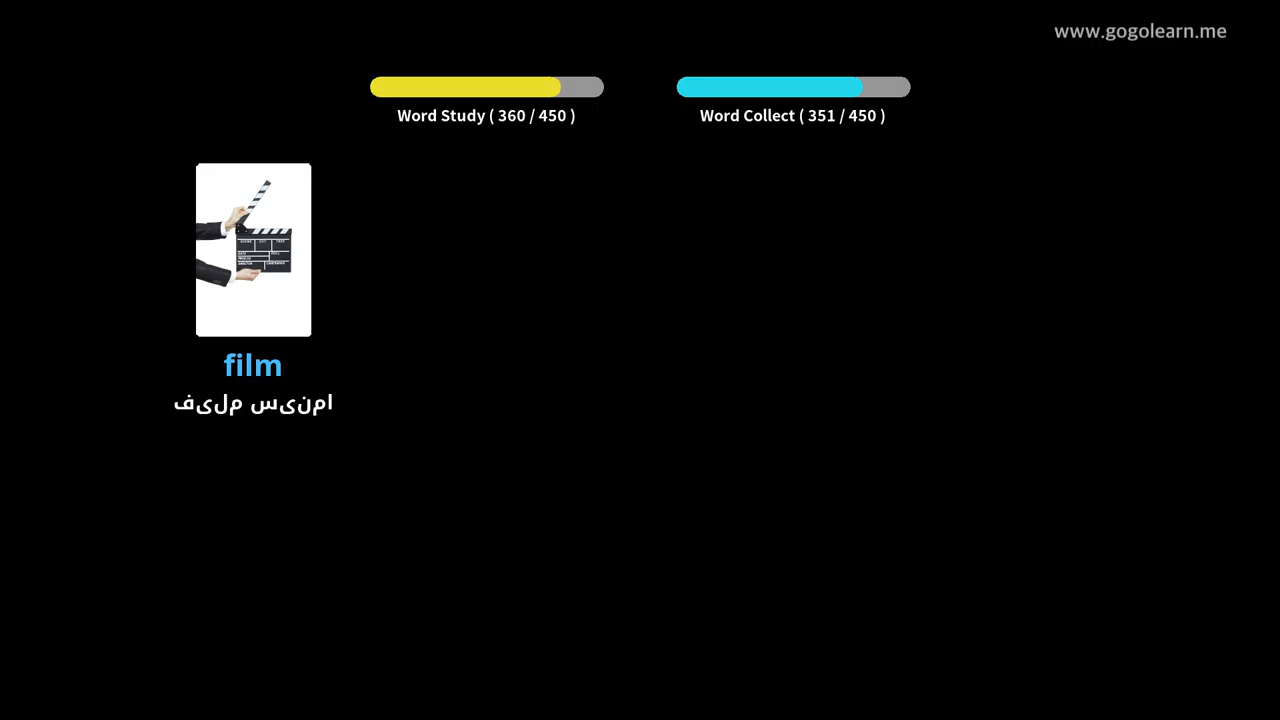 www.gogolearn.me
Word Study ( 360 / 450 )
Word Collect ( 351 / 450 )
film
فیلم سینما